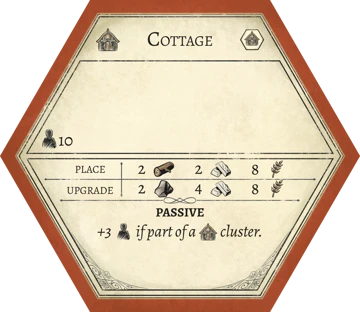 COTTAGE
10
PLACE 2 2 8
UPGRADE 2 4 8
PASSIVE
+3 if part of a cluster.